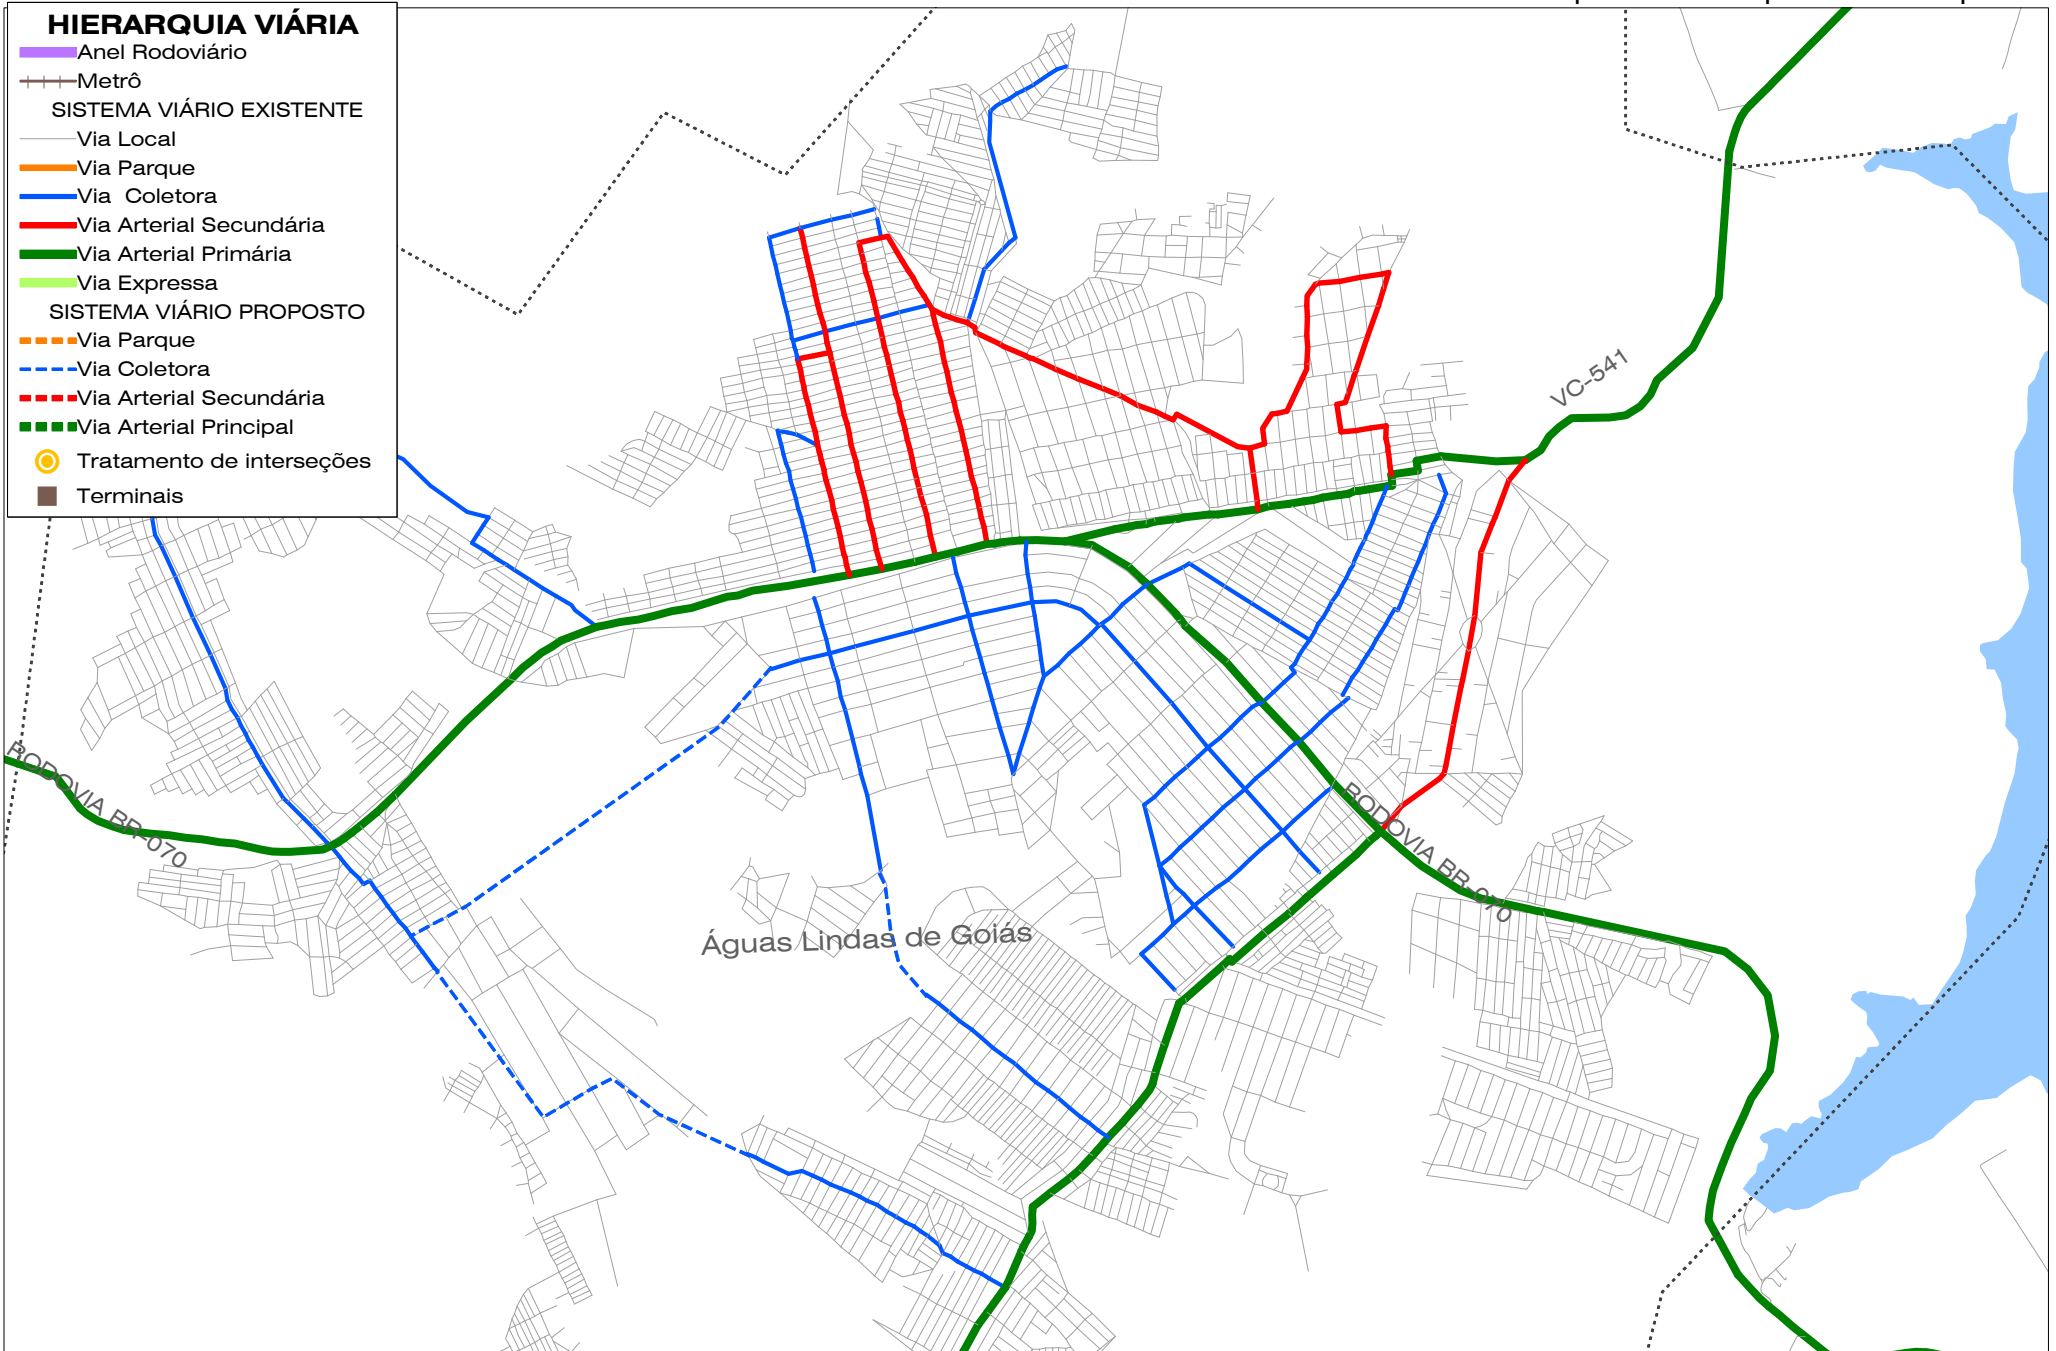 HIERARQUIA VIÁRIA
Anel Rodoviário
Metrô
SISTEMA VIÁRIO EXISTENTE
Via Local
Via Parque
Via  Coletora
Via Arterial Secundária
Via Arterial Primária
Via Expressa
SISTEMA VIÁRIO PROPOSTO
Via Parque
Via Coletora
Via Arterial Secundária
Via Arterial Principal
Tratamento de interseções
Terminais
VC-541
RODOVIA BR-070
RODOVIA BR-070
Águas Lindas de Goiás